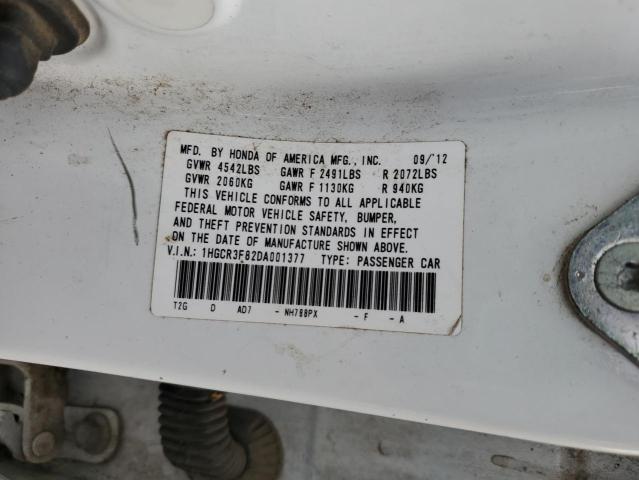 MFD. BY HONDA OF AMERICA MFG., INC. 09/'12
GVWR 4542LBS GAWR F 2491LBS R 2072LBS
GVWR 2060KG GAWR F 1130KG R 940KG
THIS VEHICLE CONFORMS TO ALL APPLICABLE
FEDERAL MOTOR VEHICLE SAFETY, BUMPER,
AND THEFT PREVENTION STANDARDS IN EFFECT
ON THE DATE OF MANUFACTURE SHOWN ABOVE.
V.I.N.: 1HGCR3F82DA001377 TYPE: PASSENGER CAR
T2G D AD7 - NH788PX - F - A